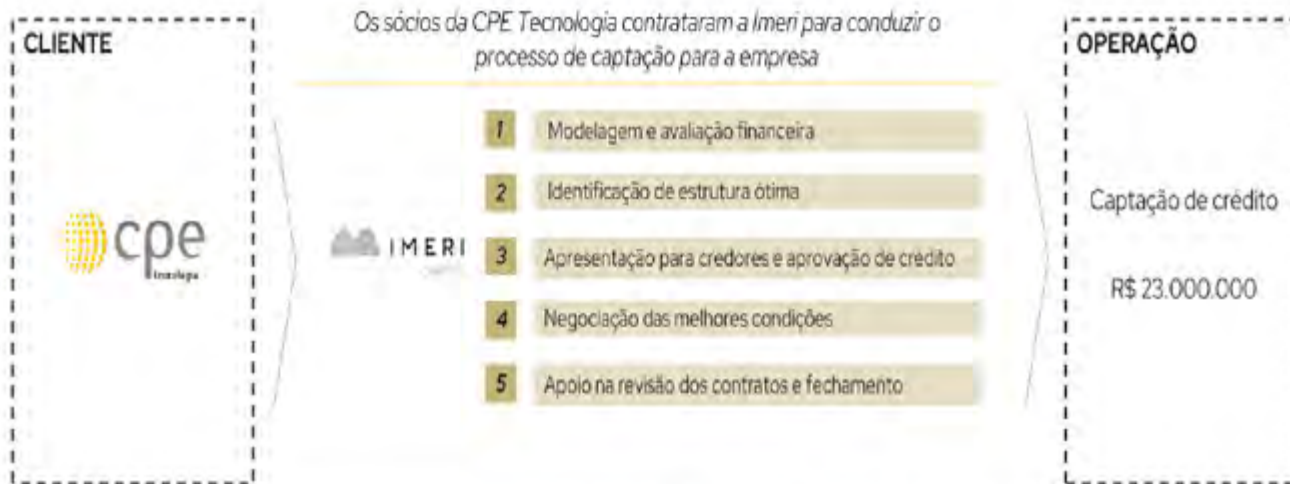 CLIENTE
cpe
tecnologia
Os sócios da CPE Tecnologia contrataram a Imeri para conduzir o
processo de captação para a empresa
IMERI
1 Modelagem e avaliação financeira
2 Identificação de estrutura ótima
3 Apresentação para credores e aprovação de crédito
4 Negociação das melhores condições
5 Apoio na revisão dos contratos e fechamento
OPERAÇÃO
Captação de crédito
R$ 23.000.000